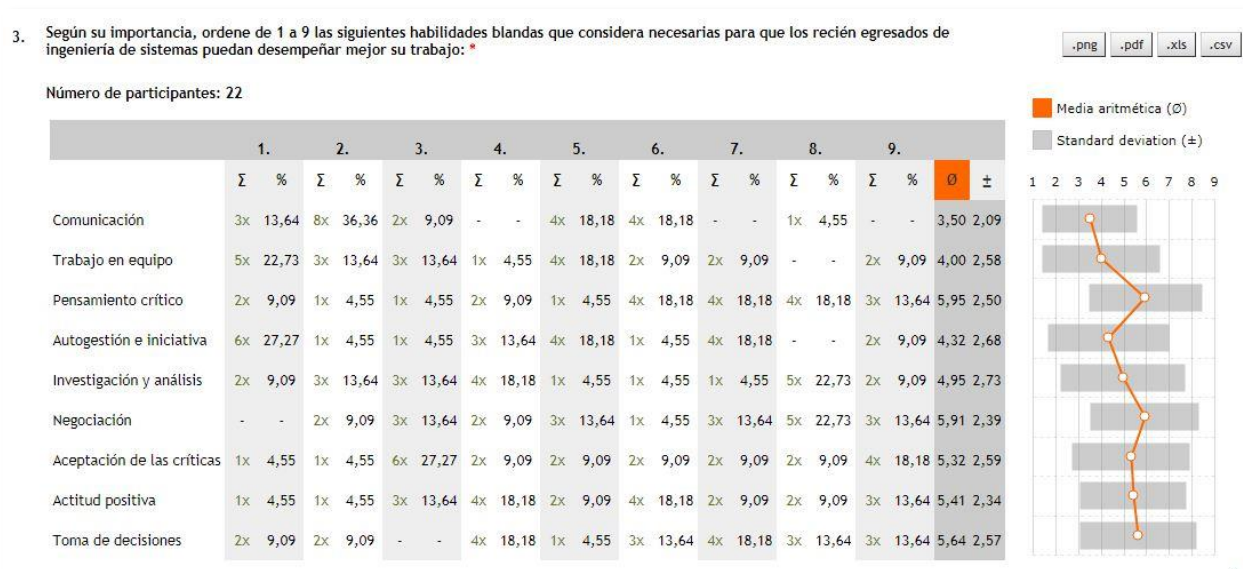 3. Según su importancia, ordene de 1 a 9 las siguientes habilidades blandas que considera necesarias para que los recién egresados de
ingeniería de sistemas puedan desempeñar mejor su trabajo: *
.png .pdf .xls .csv
Número de participantes: 22
Media aritmética (Ø)
Standard deviation (±)
1. 2. 3. 4. 5. 6. 7. 8. 9.
Σ % Σ % Σ % Σ % Σ % Σ % Σ % Σ % Σ % Ø ±
1 2 3 4 5 6 7 8 9
Comunicación 3x 13,64 8x 36,36 2x 9,09 - - 4x 18,18 4x 18,18 - - 1x 4,55 - - 3,50 2,09
Trabajo en equipo 5x 22,73 3x 13,64 3x 13,64 1x 4,55 4x 18,18 2x 9,09 2x 9,09 - - 2x 9,09 4,00 2,58
Pensamiento crítico 2x 9,09 1x 4,55 1x 4,55 2x 9,09 1x 4,55 4x 18,18 4x 18,18 4x 18,18 3x 13,64 5,95 2,50
Autogestión e iniciativa 6x 27,27 1x 4,55 1x 4,55 3x 13,64 4x 18,18 1x 4,55 4x 18,18 - - 2x 9,09 4,32 2,68
Investigación y análisis 2x 9,09 3x 13,64 3x 13,64 4x 18,18 1x 4,55 1x 4,55 1x 4,55 5x 22,73 2x 9,09 4,95 2,73
Negociación - - 2x 9,09 3x 13,64 2x 9,09 3x 13,64 1x 4,55 3x 13,64 5x 22,73 3x 13,64 5,91 2,39
Aceptación de las críticas 1x 4,55 1x 4,55 6x 27,27 2x 9,09 2x 9,09 2x 9,09 2x 9,09 2x 9,09 4x 18,18 5,32 2,59
Actitud positiva 1x 4,55 1x 4,55 3x 13,64 4x 18,18 2x 9,09 4x 18,18 2x 9,09 2x 9,09 3x 13,64 5,41 2,34
Toma de decisiones 2x 9,09 2x 9,09 - - 4x 18,18 1x 4,55 3x 13,64 4x 18,18 3x 13,64 3x 13,64 5,64 2,57